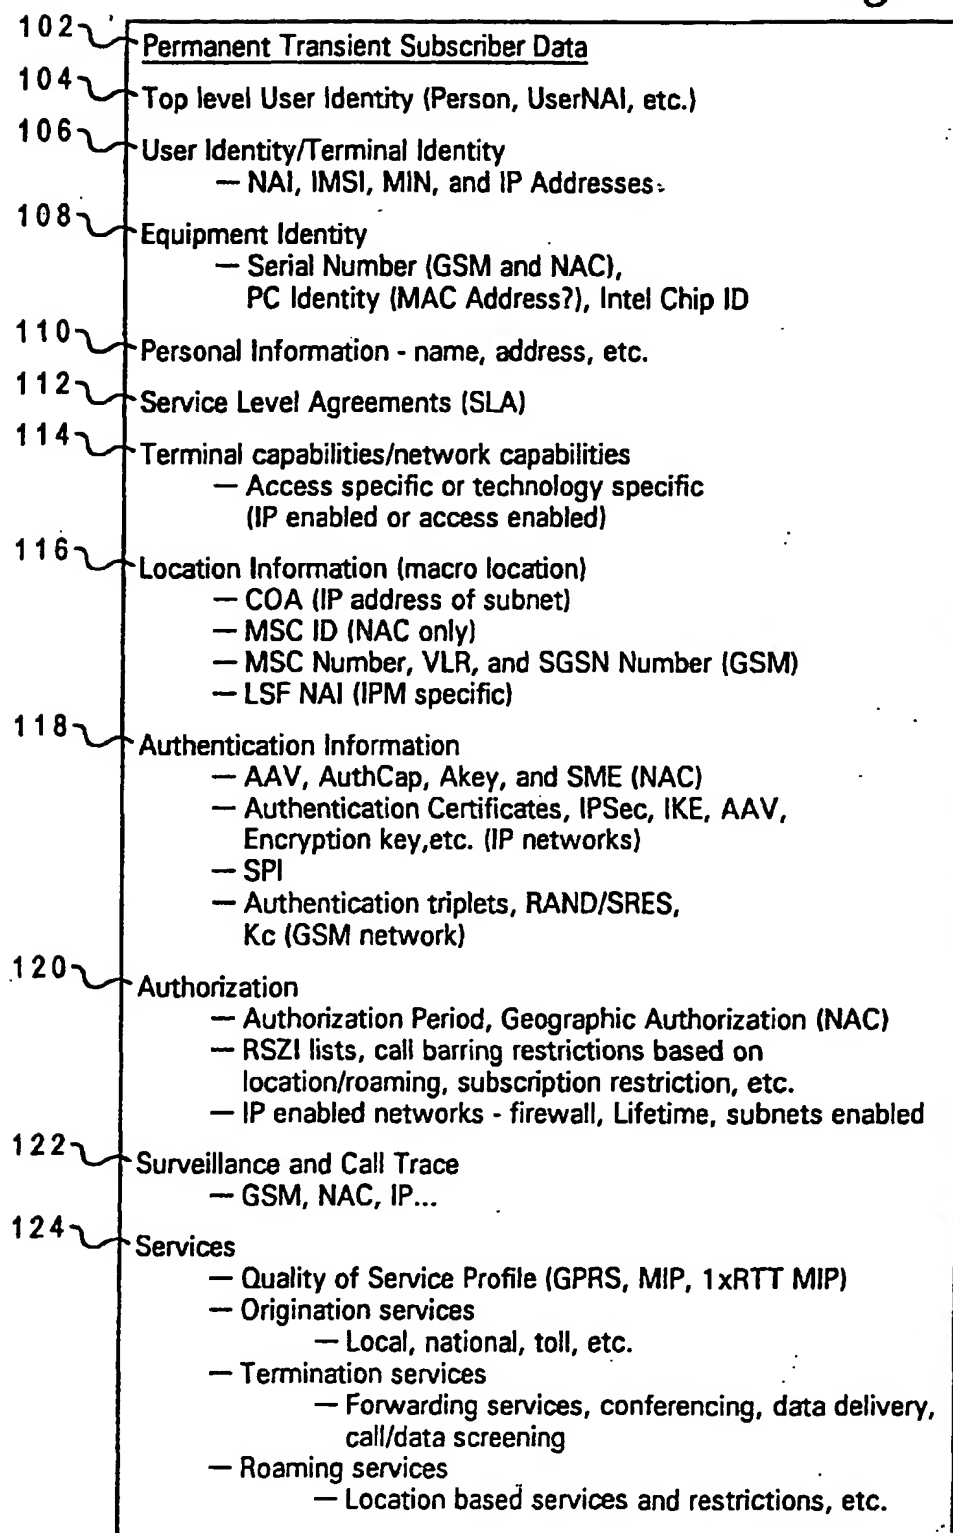 102 Permanent Transient Subscriber Data
104 Top level User Identity (Person, UserNAI, etc.)
106 User Identity/Terminal Identity
— NAI, IMSI, MIN, and IP Addresses
108 Equipment Identity
— Serial Number (GSM and NAC),
PC Identity (MAC Address?), Intel Chip ID
110 Personal Information - name, address, etc.
112 Service Level Agreements (SLA)
114 Terminal capabilities/network capabilities
— Access specific or technology specific
(IP enabled or access enabled)
116 Location Information (macro location)
— COA (IP address of subnet)
— MSC ID (NAC only)
— MSC Number, VLR, and SGSN Number (GSM)
— LSF NAI (IPM specific)
118 Authentication Information
— AAV, AuthCap, Akey, and SME (NAC)
— Authentication Certificates, IPSec, IKE, AAV,
Encryption key,etc. (IP networks)
— SPI
— Authentication triplets, RAND/SRES,
Kc (GSM network)
120 Authorization
— Authorization Period, Geographic Authorization (NAC)
— RSZI lists, call barring restrictions based on
location/roaming, subscription restriction, etc.
— IP enabled networks - firewall, Lifetime, subnets enabled
122 Surveillance and Call Trace
— GSM, NAC, IP...
124 Services
— Quality of Service Profile (GPRS, MIP, 1xRTT MIP)
— Origination services
— Local, national, toll, etc.
— Termination services
— Forwarding services, conferencing, data delivery,
call/data screening
— Roaming services
— Location based services and restrictions, etc.